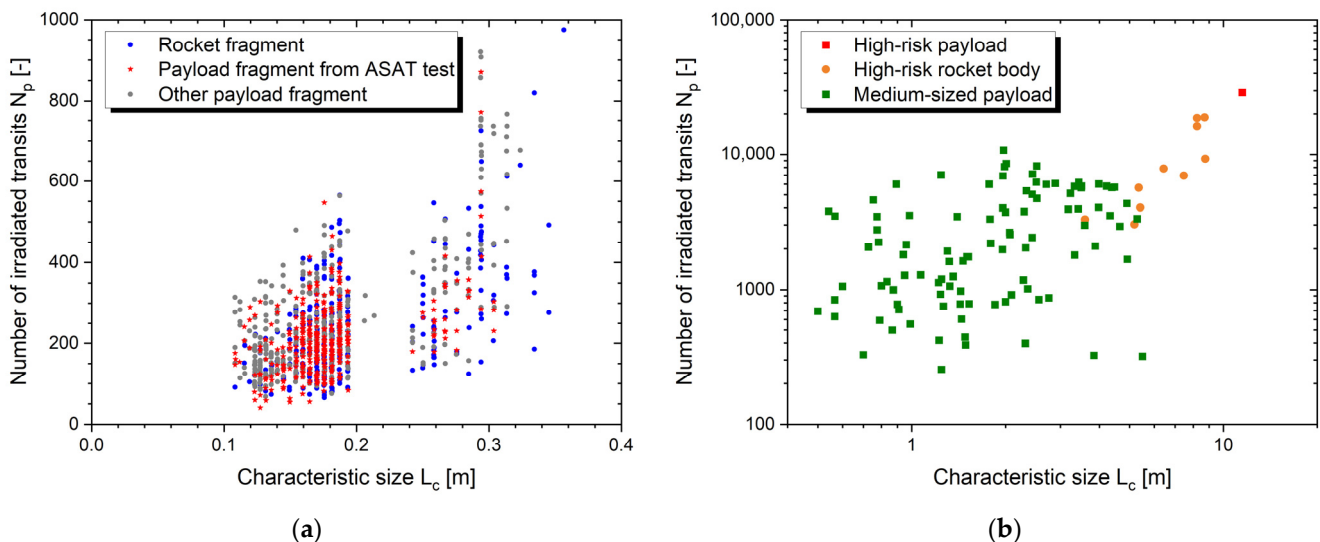 1000
800
600
400
200
0
Number of irradiated transits Np [-]
Rocket fragment
Payload fragment from ASAT test
Other payload fragment
0.0 0.1 0.2 0.3 0.4
Characteristic size Lc [m]
(a)
100,000
10,000
1000
100
Number of irradiated transits Np [-]
High-risk payload
High-risk rocket body
Medium-sized payload
1 10
Characteristic size Lc [m]
(b)